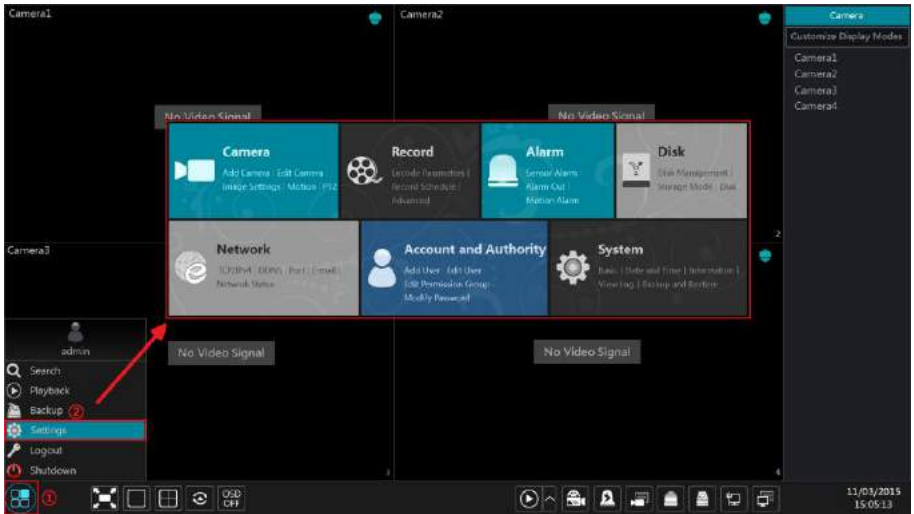 Camera1
Camera2
Camera
Customize Display Modes
Camera1
Camera2
Camera3
Camera4
No Video Signal
No Video Signal
Camera
Add Camera | Edit Camera
Image Settings | Motion | PTZ
Record
Encode Parameters |
Record Schedule |
Advanced
Alarm
Sensor Alarm
Alarm Out |
Motion Alarm
Disk
Disk Management |
Storage Mode | Disk
2
Camera3
Network
TCP/IPv4 | DDNS | Port | E-mail |
Network Status
Account and Authority
Add User | Edit User
Edit Permission Group
Modify Password
System
Basic | Date and Time | Information |
View Log | Backup and Restore
admin
No Video Signal
No Video Signal
Search
Playback
Backup ②
Settings
Logout
Shutdown
3
4
①
OSD
OFF
11/03/2015
15:05:13